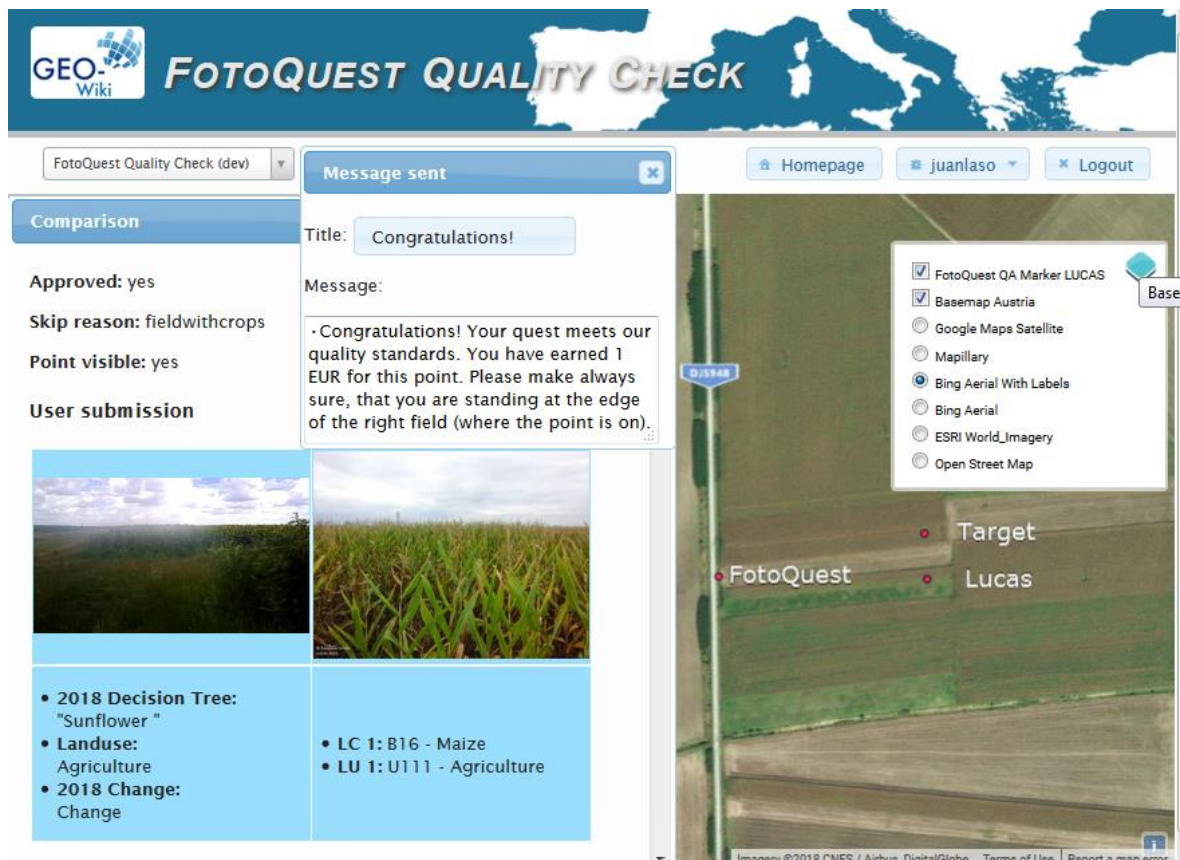 GEO-
Wiki
FOTOQUEST QUALITY CHECK
FotoQuest Quality Check (dev)
Message sent
Homepage
juanlaso
Logout
Comparison
Title: Congratulations!
Approved: yes
Message:
Skip reason: fieldwithcrops
Point visible: yes
User submission
·Congratulations! Your quest meets our
quality standards. You have earned 1
EUR for this point. Please make always
sure, that you are standing at the edge
of the right field (where the point is on).
FotoQuest QA Marker LUCAS
Basemap Austria
Google Maps Satellite
Mapillary
Bing Aerial With Labels
Bing Aerial
ESRI World_Imagery
Open Street Map
Base
DJ594B
Target
FotoQuest
Lucas
• 2018 Decision Tree:
"Sunflower "
• Landuse:
Agriculture
• 2018 Change:
Change
• LC 1: B16 - Maize
• LU 1: U111 - Agriculture
i
Imagery ©2018 CNES / Airbus, DigitalGlobe Terms of Use Report a map error